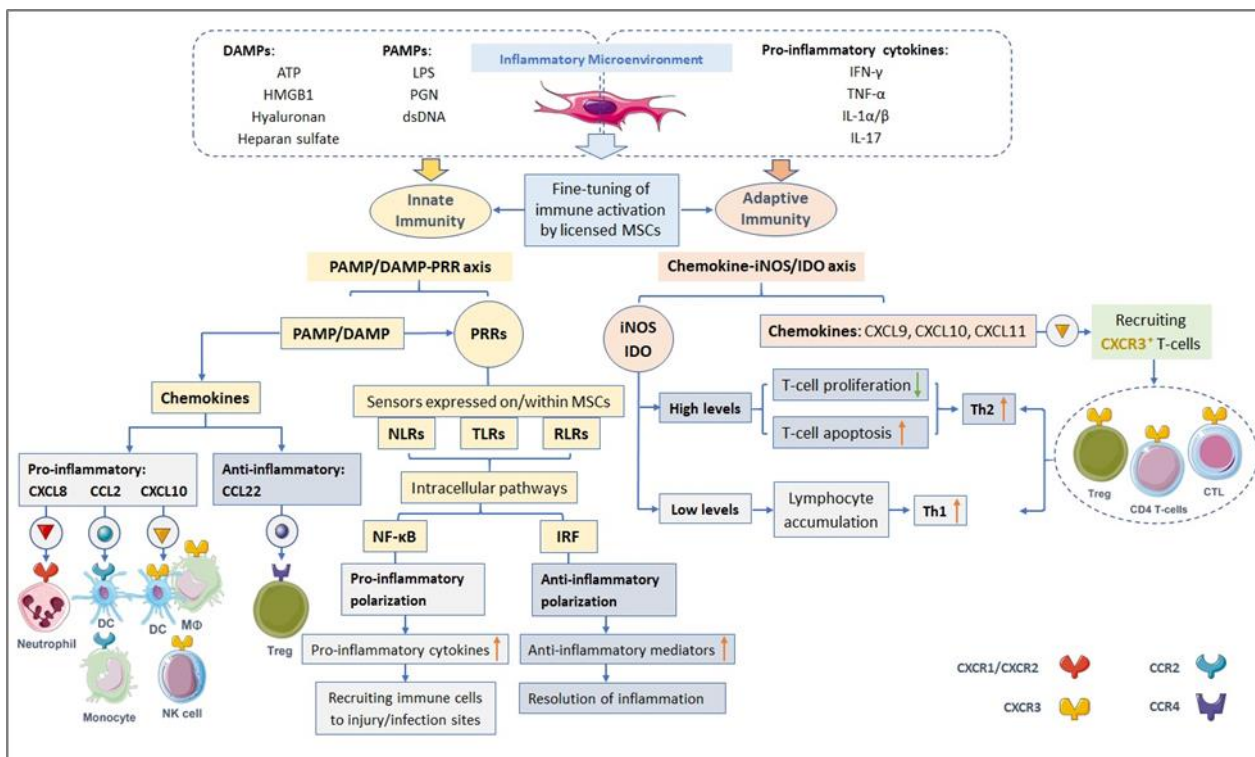 DAMPs:
ATP
HMGB1
Hyaluronan
Heparan sulfate
PAMPs:
LPS
PGN
dsDNA
Inflammatory Microenvironment
Pro-inflammatory cytokines:
IFN-γ
TNF-α
IL-1α/β
IL-17
Innate
Immunity
Fine-tuning of
immune activation
by licensed MSCs
Adaptive
Immunity
PAMP/DAMP-PRR axis
PAMP/DAMP
PRRs
Chemokines
Sensors expressed on/within MSCs
NLRs TLRs RLRs
Pro-inflammatory:
CXCL8 CCL2 CXCL10
Anti-inflammatory:
CCL22
Neutrophil
DC
DC
MΦ
Monocyte
NK cell
Treg
Intracellular pathways
NF-κB
IRF
Pro-inflammatory
polarization
Anti-inflammatory
polarization
Pro-inflammatory cytokines
Anti-inflammatory mediators
Recruiting immune cells
to injury/infection sites
Resolution of inflammation
Chemokine-iNOS/IDO axis
iNOS
IDO
Chemokines: CXCL9, CXCL10, CXCL11
Recruiting
CXCR3⁺ T-cells
High levels
T-cell proliferation
T-cell apoptosis
Th2
Low levels
Lymphocyte
accumulation
Th1
Treg
CD4 T-cells
CTL
CXCR1/CXCR2
CCR2
CXCR3
CCR4